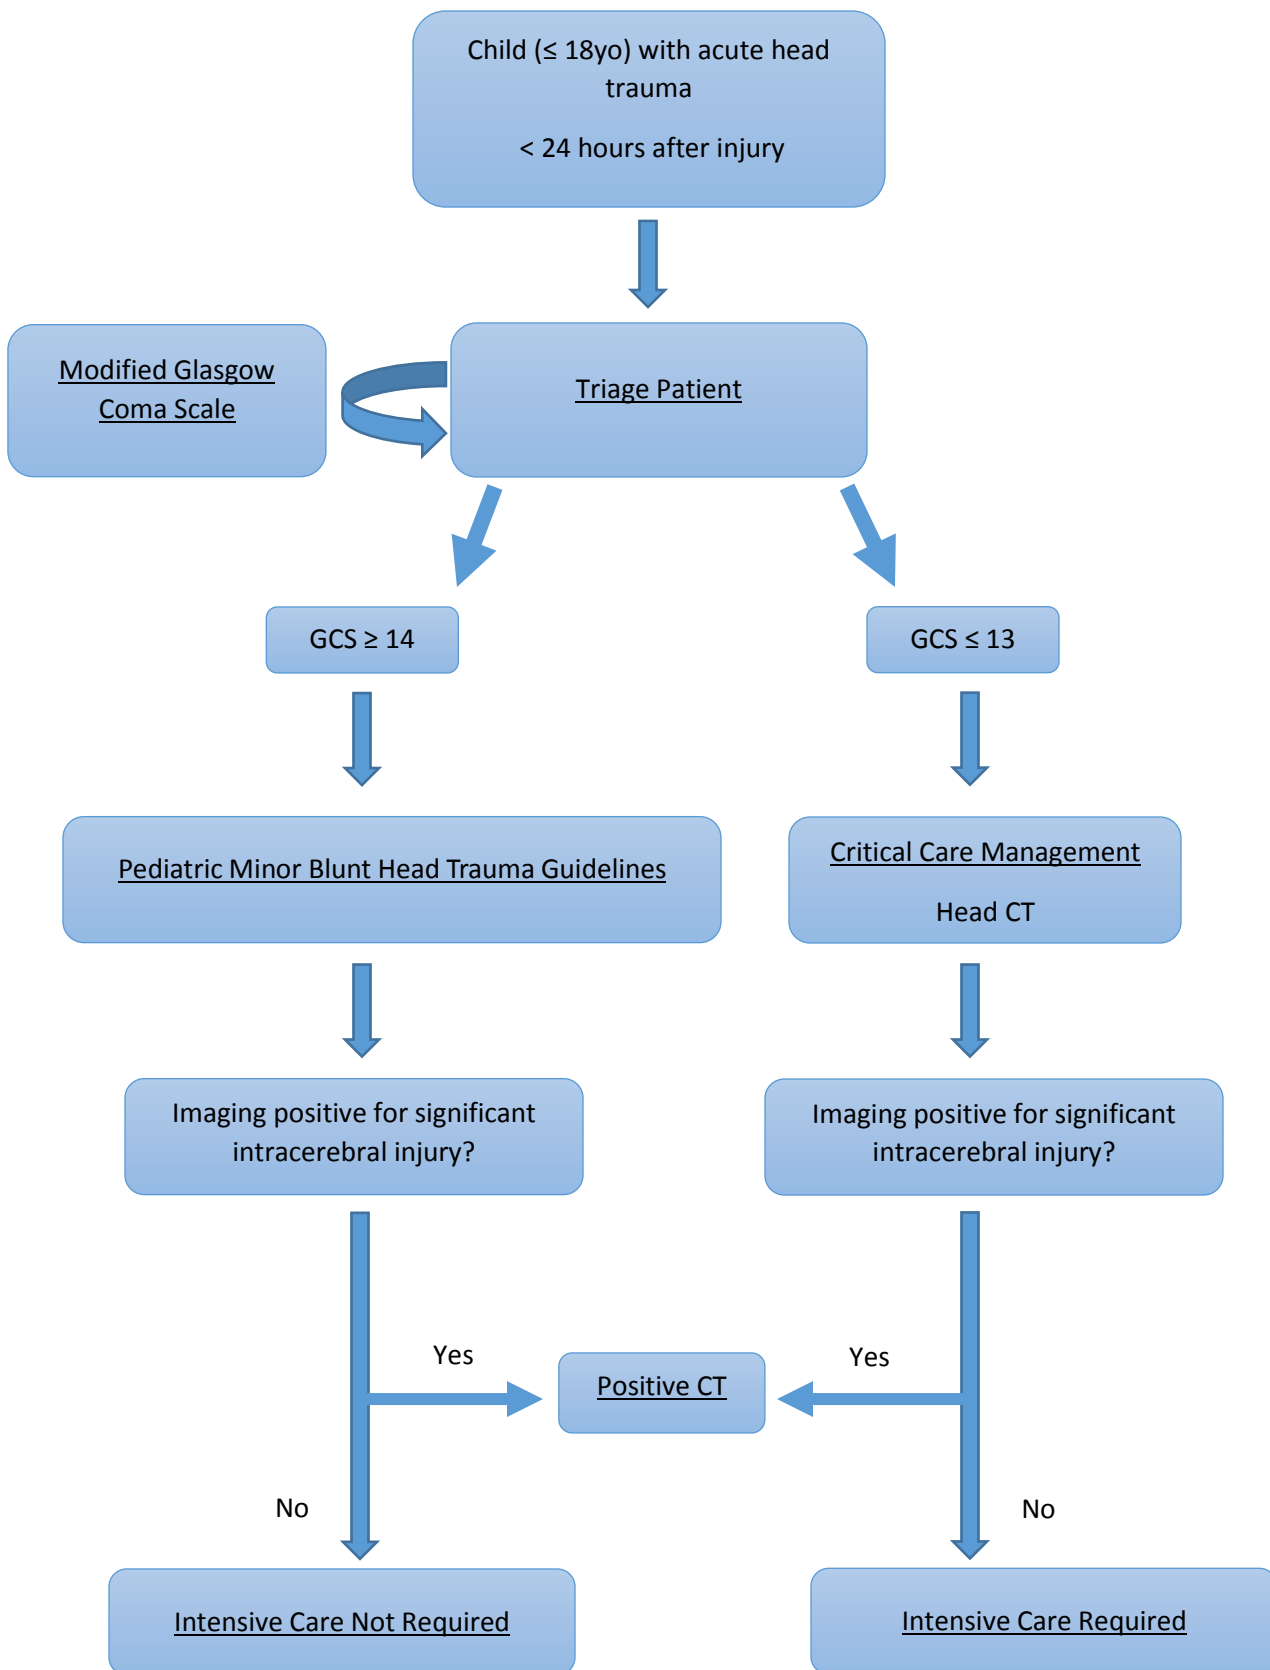 Child (≤ 18yo) with acute head
trauma
< 24 hours after injury
Modified Glasgow
Coma Scale
Triage Patient
GCS ≥ 14
GCS ≤ 13
Pediatric Minor Blunt Head Trauma Guidelines
Critical Care Management
Head CT
Imaging positive for significant
intracerebral injury?
Imaging positive for significant
intracerebral injury?
Yes
Yes
Positive CT
No
No
Intensive Care Not Required
Intensive Care Required